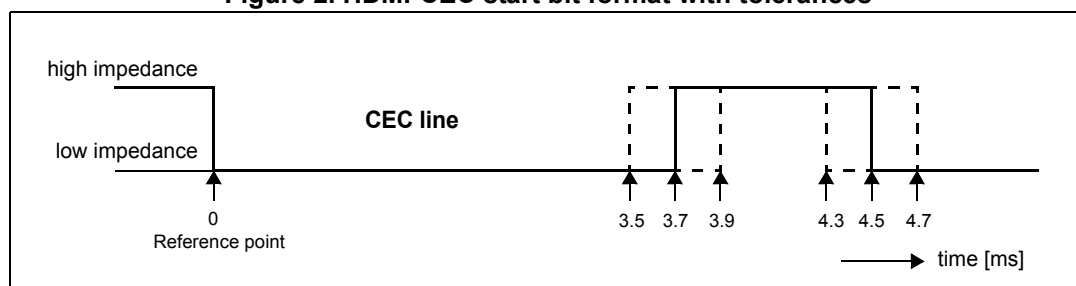 Figure 2. HDMI-CEC start bit format with tolerances
high impedance
CEC line
low impedance
0
Reference point
3.5
3.7
3.9
4.3
4.5
4.7
time [ms]